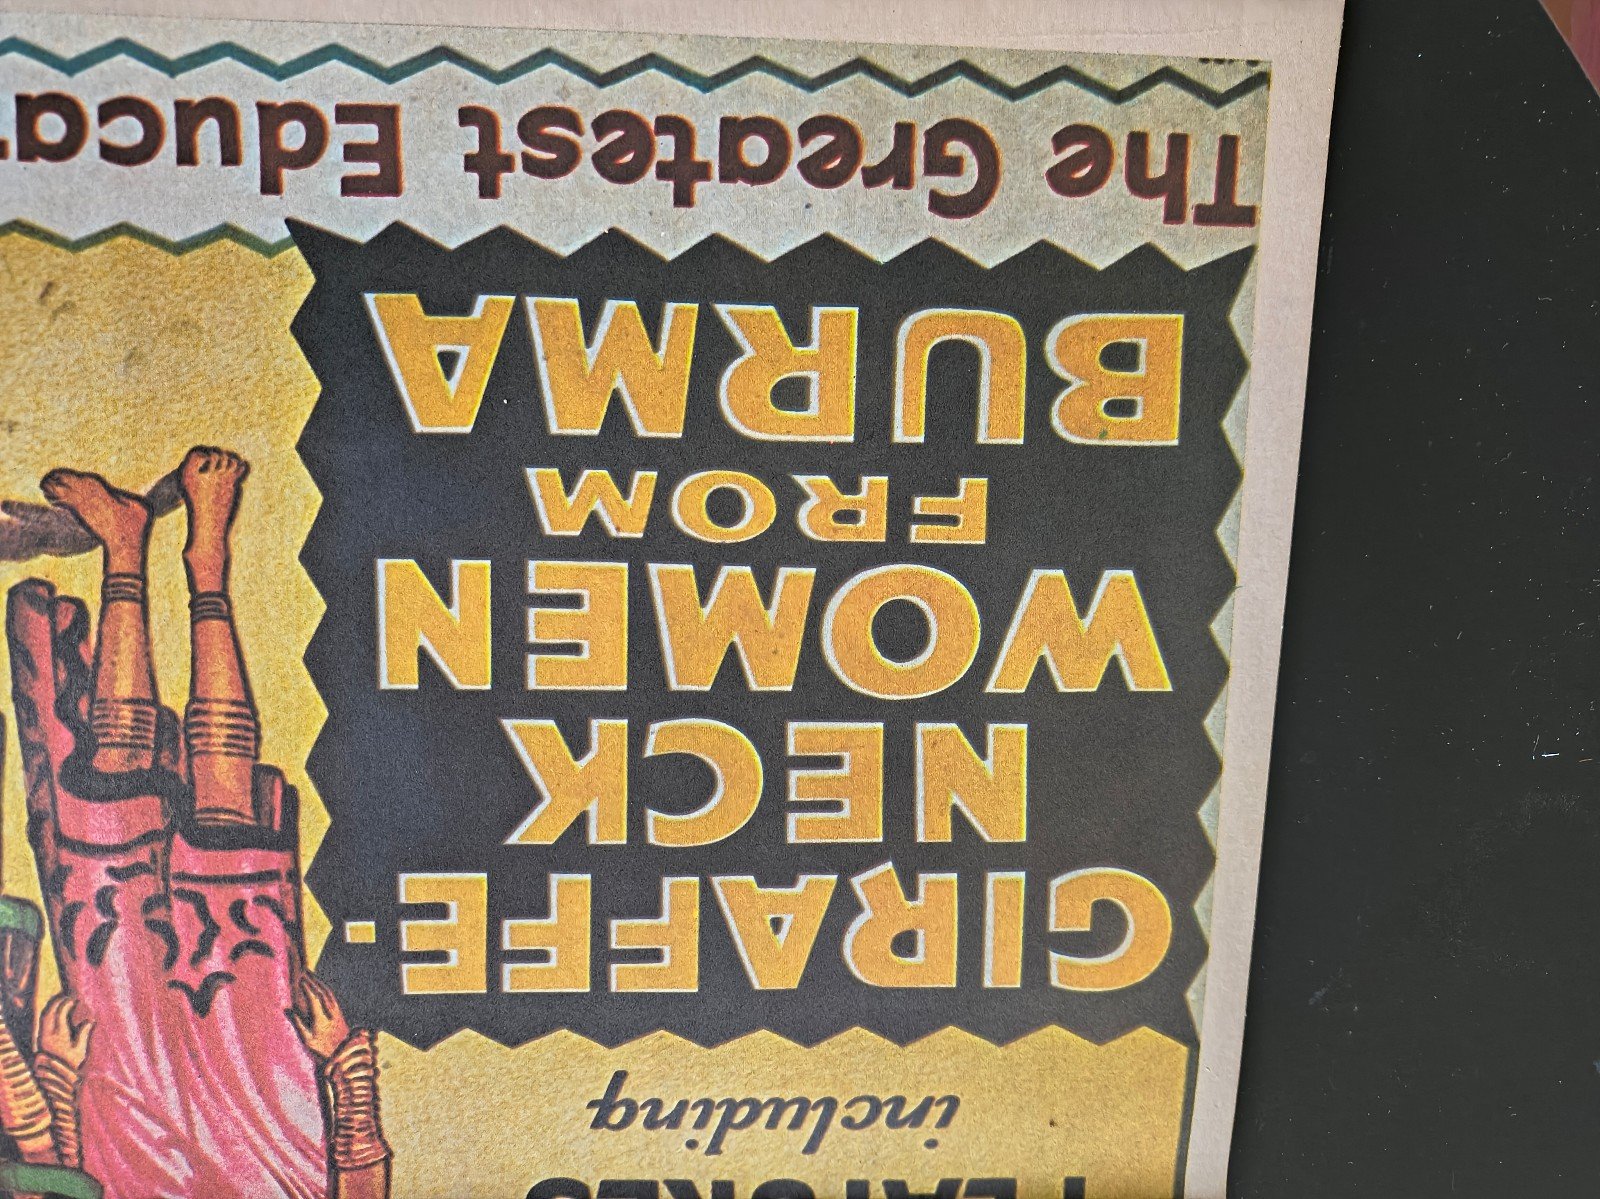 including
GIRAFFE-
NECK
WOMEN
FROM
BURMA
The Greatest